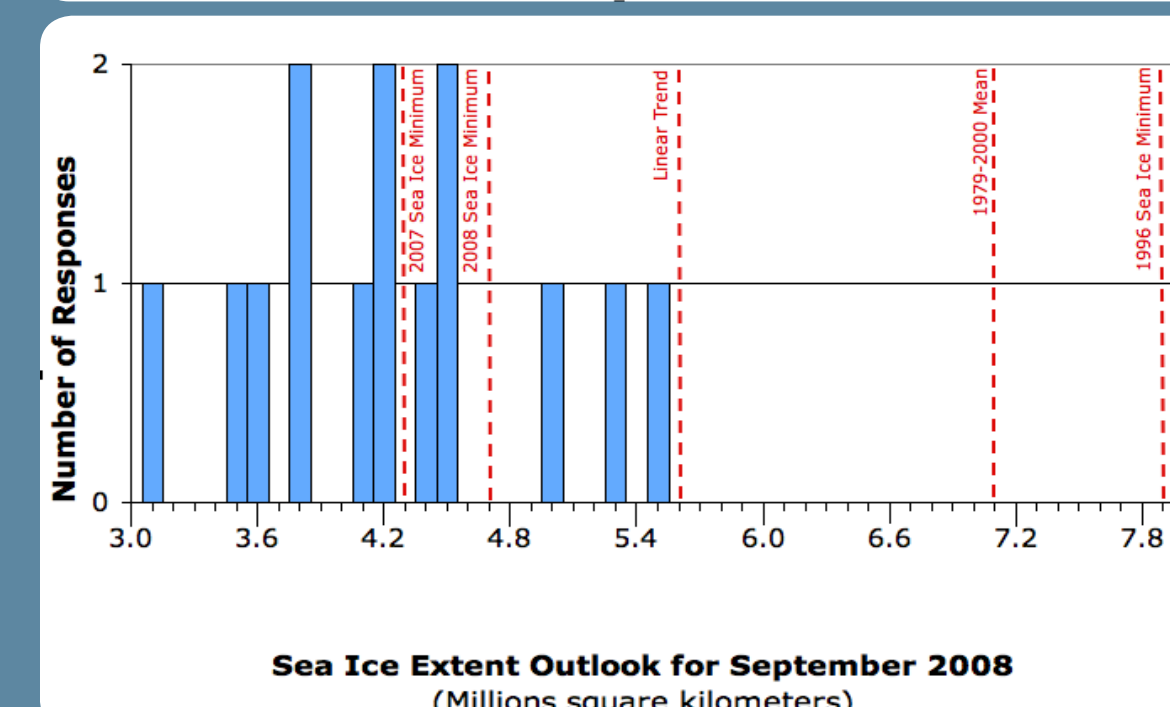 2
1
0
Number of Responses
2007 Sea Ice Minimum
2008 Sea Ice Minimum
Linear Trend
1979-2000 Mean
1996 Sea Ice Minimum
3.0 3.6 4.2 4.8 5.4 6.0 6.6 7.2 7.8
Sea Ice Extent Outlook for September 2008
(Millions square kilometers)